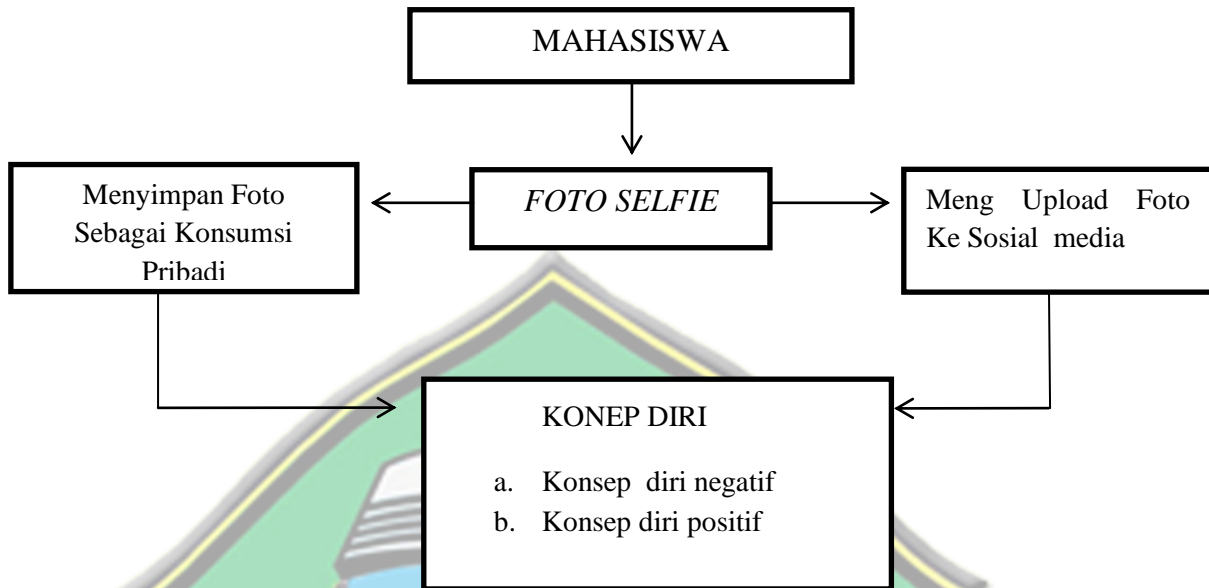 MAHASISWA
Menyimpan Foto
Sebagai Konsumsi
Pribadi
FOTO SELFIE
Meng Upload Foto
Ke Sosial media
KONEP DIRI
a. Konsep diri negatif
b. Konsep diri positif